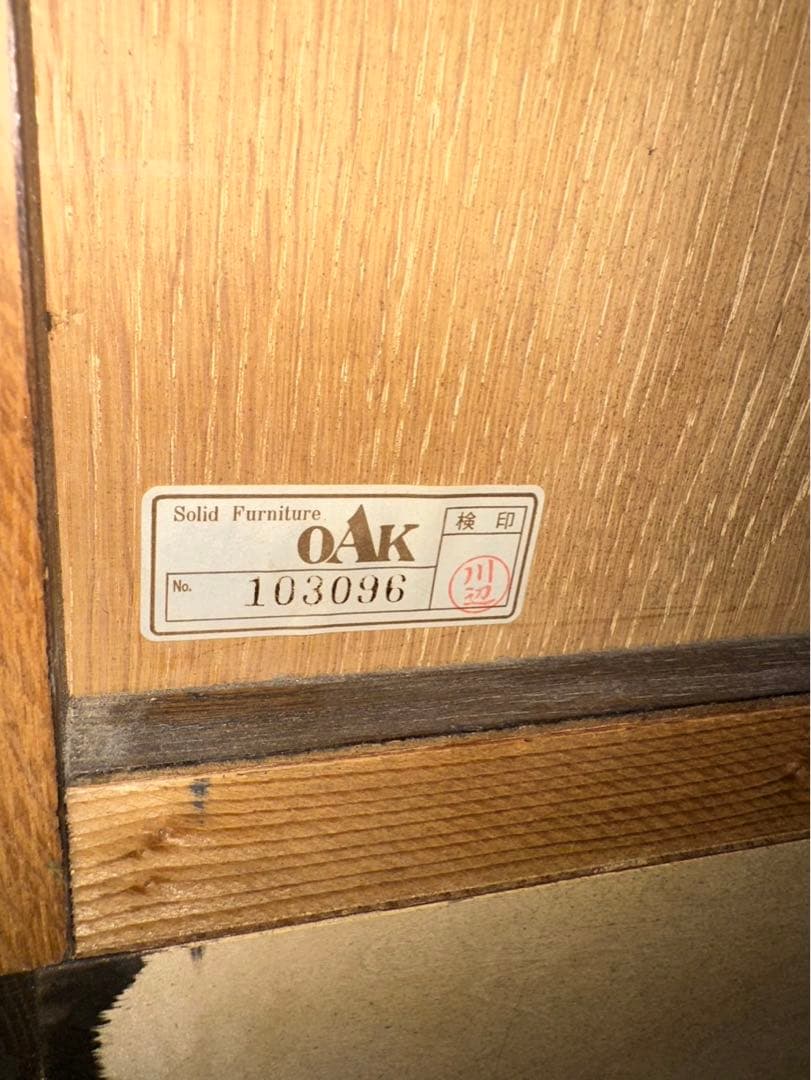 Solid Furniture
OAK
検印
No. 103096
川辺